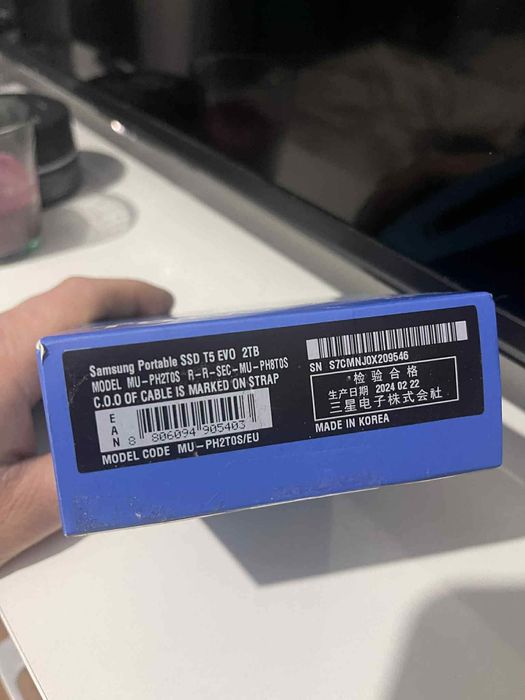 Samsung Portable SSD T5 EVO 2TB
MODEL MU-PH2T0S R-R-SEC-MU-PH8T0S
C.O.O OF CABLE IS MARKED ON STRAP
EAN
8 806094 905403
MODEL CODE MU-PH2T0S/EU
SN S7CMNJ0X209546
检验合格
生产日期 2024 02 22
三星电子株式会社
MADE IN KOREA